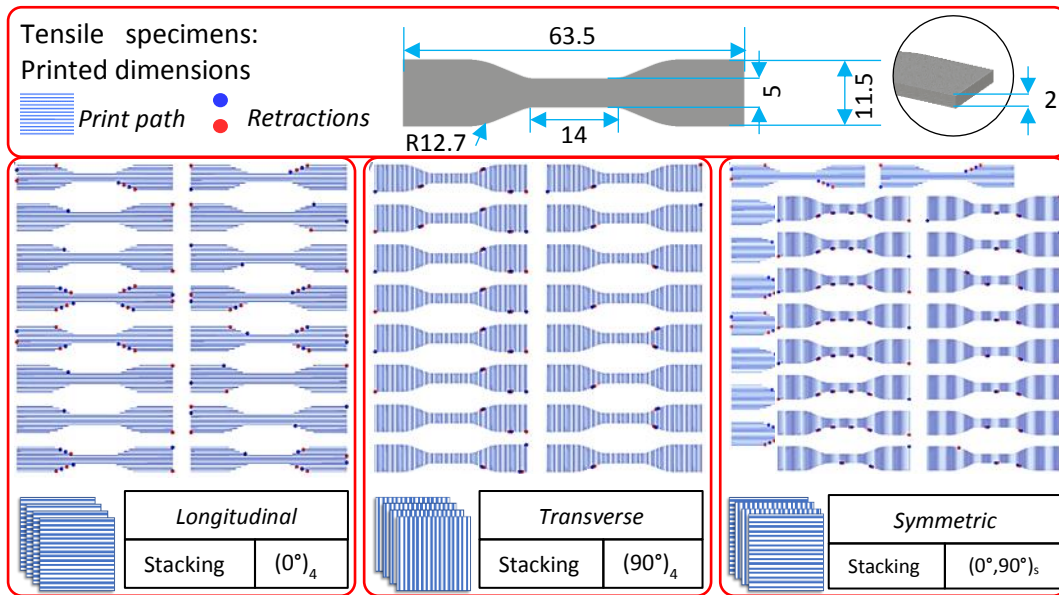 Tensile specimens:
Printed dimensions
Print path
Retractions
63.5
5
11.5
2
R12.7
14
Longitudinal
Stacking
(0°)₄
Transverse
Stacking
(90°)₄
Symmetric
Stacking
(0°,90°)ₛ